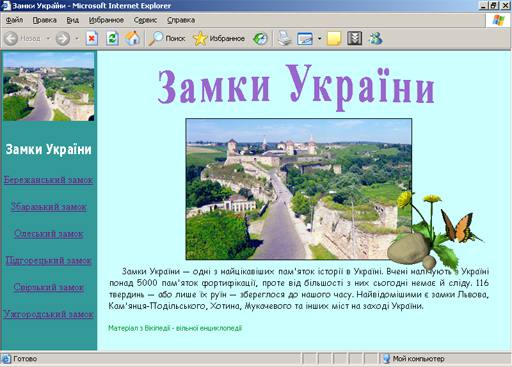 Замки України - Microsoft Internet Explorer
Файл Правка Вид Избранное Сервис Справка
Назад Поиск Избранное
Замки України
Замки України
Бережанський замок
Збаразький замок
Олеський замок
Підгорецький замок
Свірзький замок
Ужгородський замок
Замки України — одні з найцікавіших пам'яток історії в Україні. Вчені налічують в Україні
понад 5000 пам'яток фортифікації, проте від більшості з них сьогодні немає й сліду. 116
твердинь — або лише їх руїн — збереглося до нашого часу. Найвідомішими є замки Львова,
Кам'янця-Подільського, Хотина, Мукачевого та інших міст на заході України.
Матеріал з Вікіпедії - вільної енциклопедії
Готово Мой компьютер